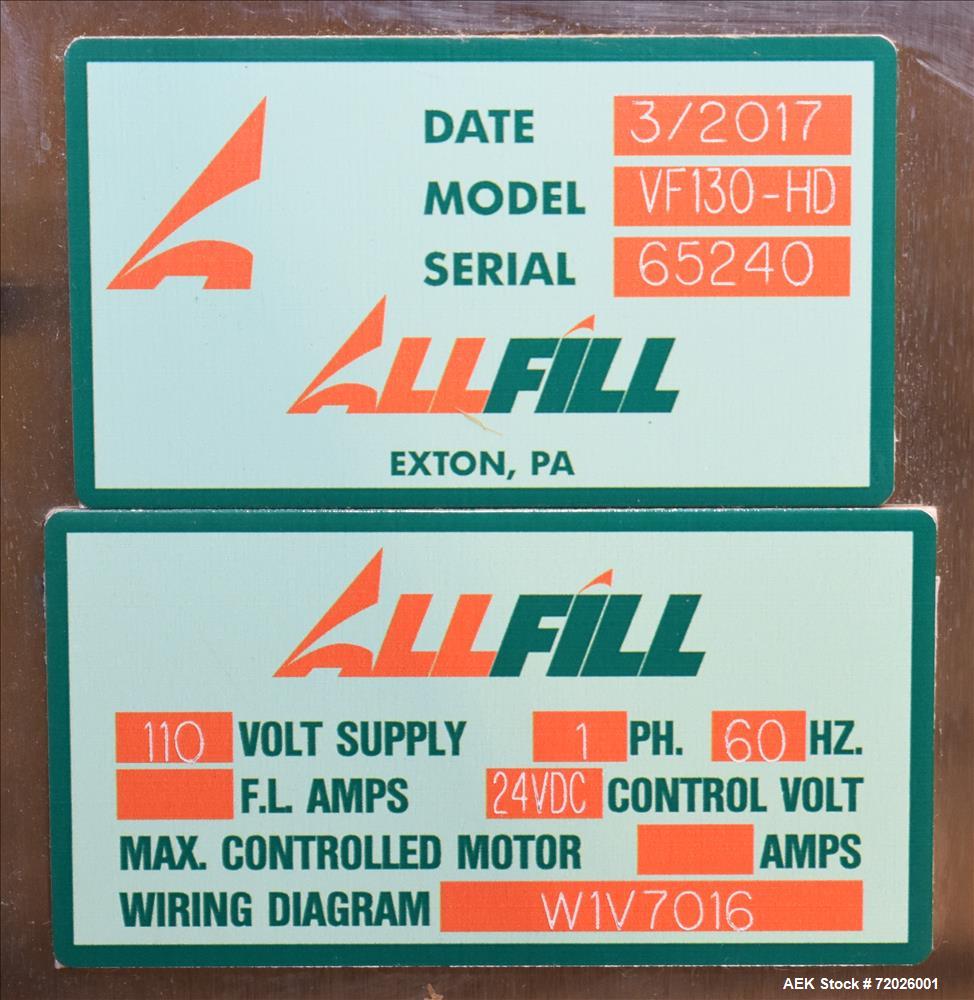 DATE 3/2017
MODEL VF130-HD
SERIAL 65240
ALLFILL
EXTON, PA
ALLFILL
110 VOLT SUPPLY 1 PH. 60 HZ.
F.L. AMPS 24VDC CONTROL VOLT
MAX. CONTROLLED MOTOR AMPS
WIRING DIAGRAM W1V7016
AEK Stock # 72026001